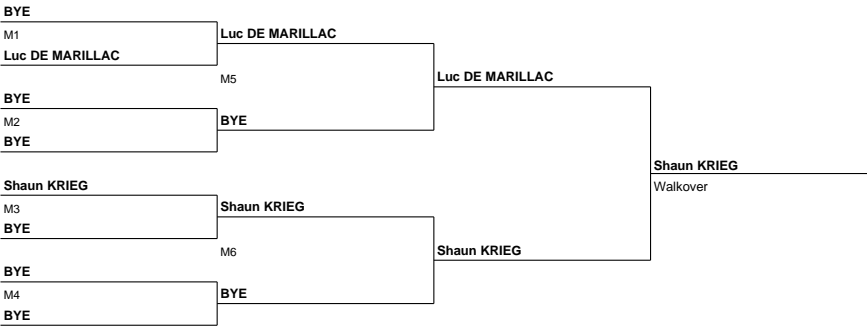 BYE
M1
Luc DE MARILLAC
Luc DE MARILLAC
M5
BYE
M2
BYE
BYE
Luc DE MARILLAC
Shaun KRIEG
Walkover
Shaun KRIEG
M3
BYE
Shaun KRIEG
M6
BYE
M4
BYE
BYE
Shaun KRIEG